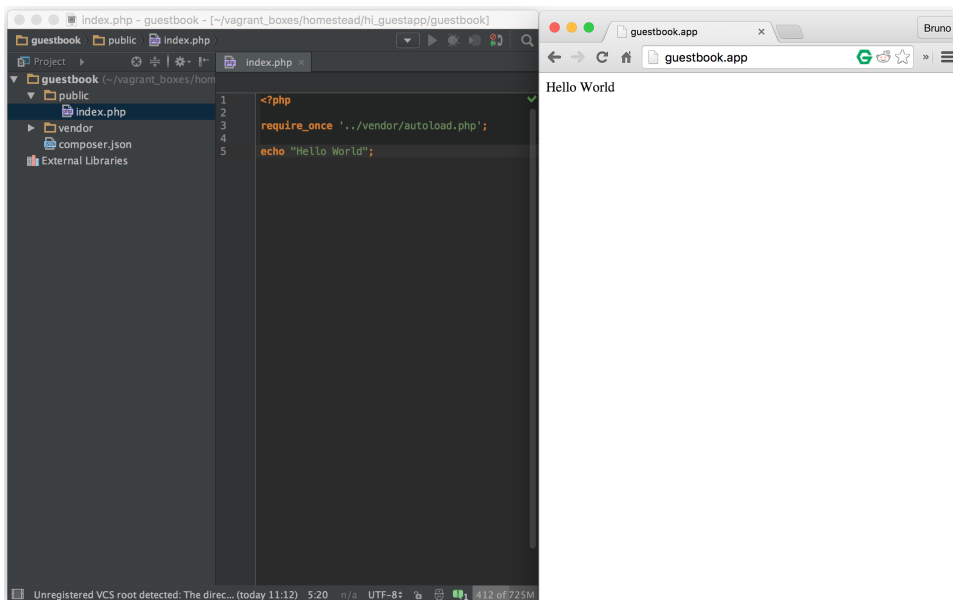 index.php - guestbook - [~/vagrant_boxes/homestead/hi_guestapp/guestbook]
guestbook public index.php
Project
index.php ×
guestbook (~/vagrant_boxes/hom
public
index.php
vendor
composer.json
External Libraries
1 <?php
2
3 require_once '../vendor/autoload.php';
4
5 echo "Hello World";
Unregistered VCS root detected: The direc... (today 11:12) 5:20 n/a UTF-8 1 412 of 725M
guestbook.app ×
Bruno
guestbook.app »
Hello World